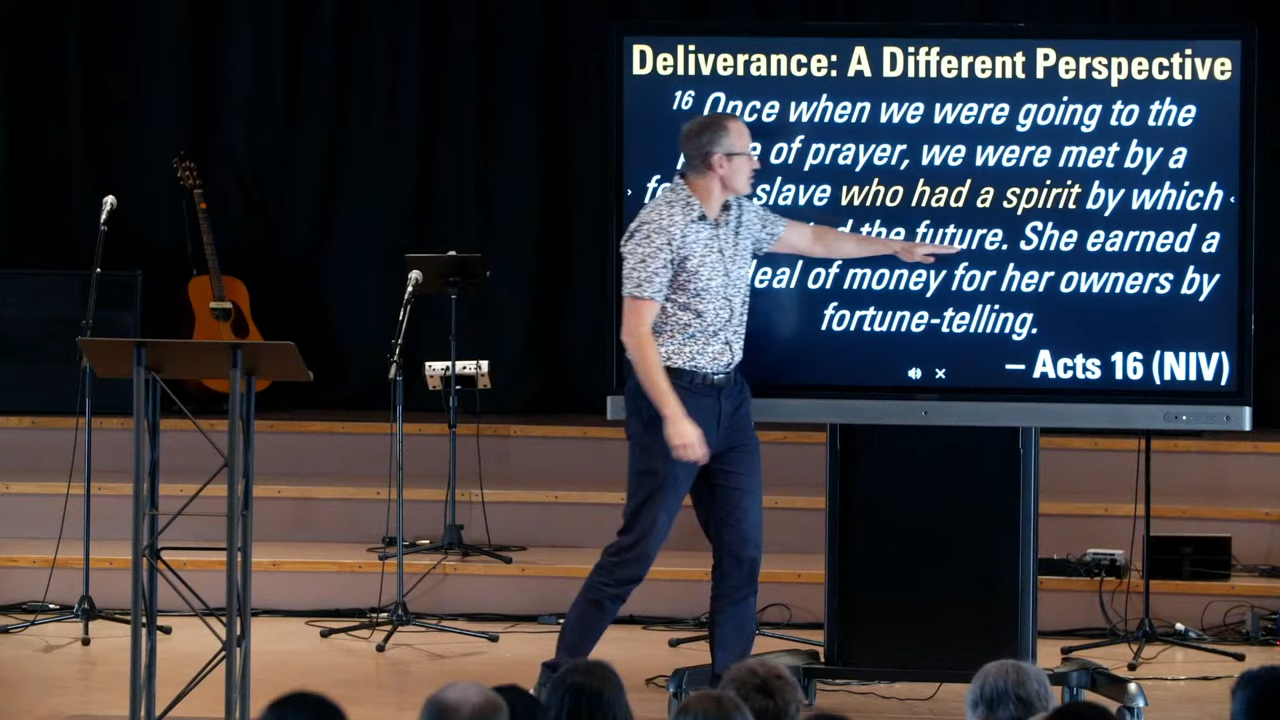 Deliverance: A Different Perspective
16 Once when we were going to the
of prayer, we were met by a
slave who had a spirit by which
the future. She earned a
deal of money for her owners by
fortune-telling.
– Acts 16 (NIV)